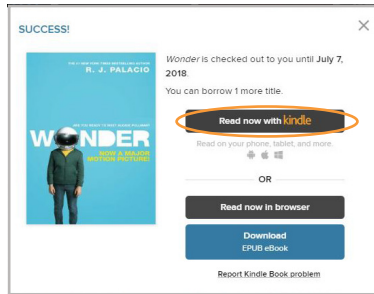 SUCCESS!
#1 NEW YORK TIMES BESTSELLING AUTHOR
R. J. PALACIO
WONDER
NOW A MAJOR
MOTION PICTURE!
Wonder is checked out to you until July 7,
2018.
You can borrow 1 more title.
Read now with kindle
Read on your phone, tablet, and more.
OR
Read now in browser
Download
EPUB eBook
Report Kindle Book problem